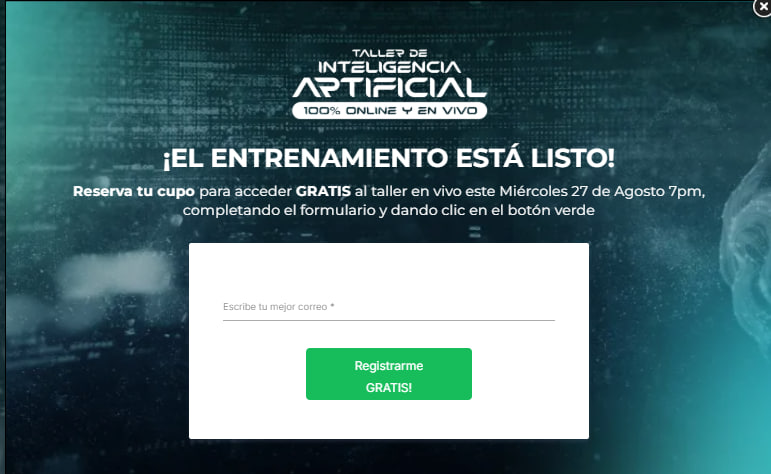 TALLER DE
INTELIGENCIA
ARTIFICIAL
100% ONLINE Y EN VIVO
¡EL ENTRENAMIENTO ESTÁ LISTO!
Reserva tu cupo para acceder GRATIS al taller en vivo este Miércoles 27 de Agosto 7pm,
completando el formulario y dando clic en el botón verde
Escribe tu mejor correo *
Registrarme
GRATIS!